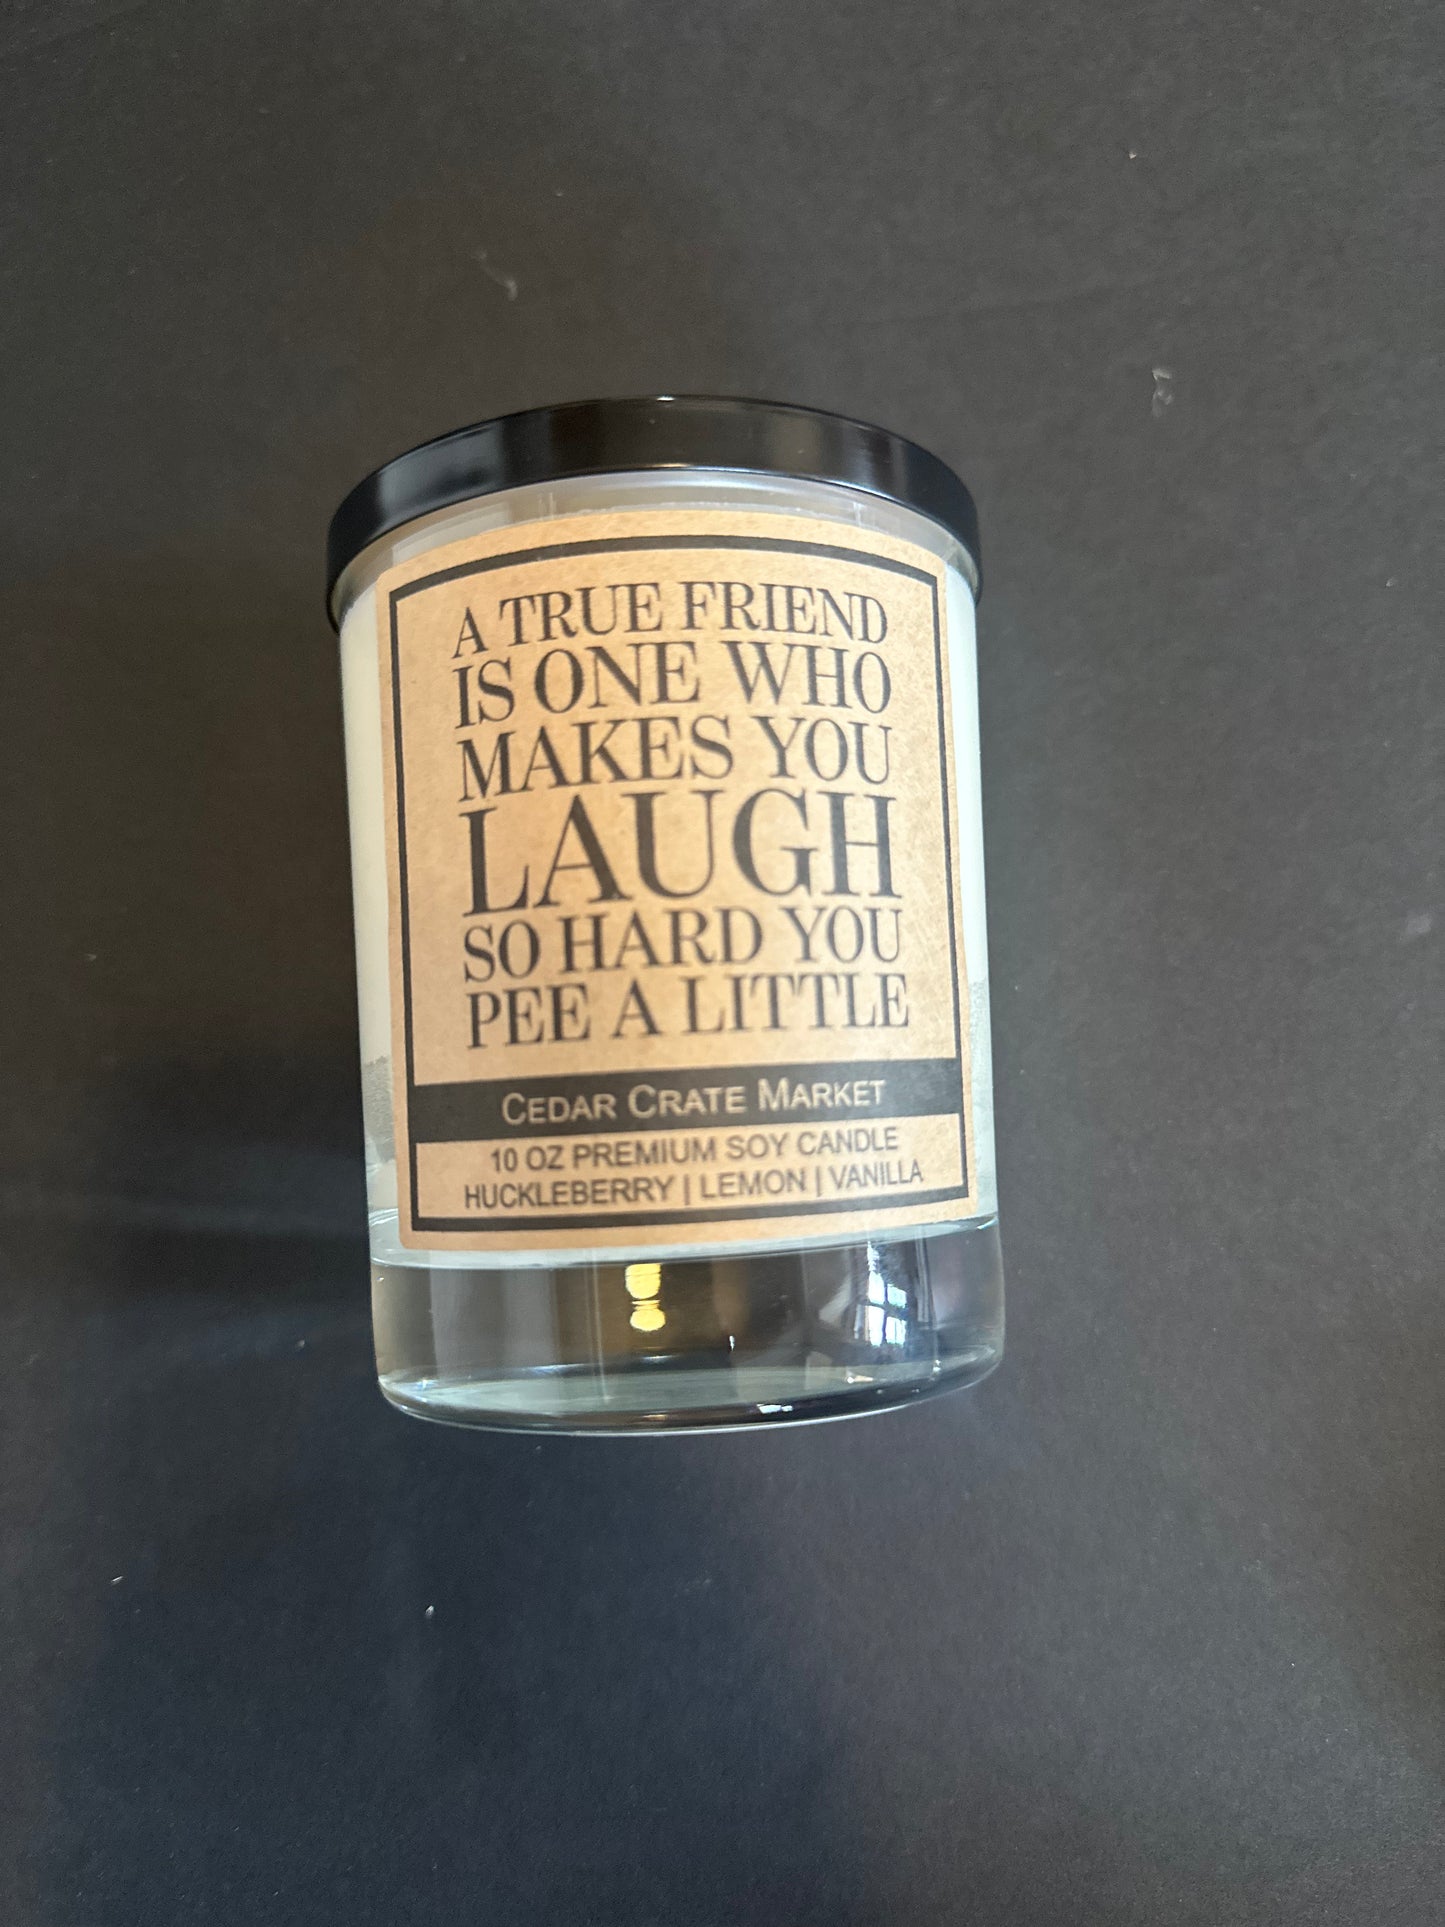 A TRUE FRIEND
IS ONE WHO
MAKES YOU
LAUGH
SO HARD YOU
PEE A LITTLE
CEDAR CRATE MARKET
10 OZ PREMIUM SOY CANDLE
HUCKLEBERRY | LEMON | VANILLA